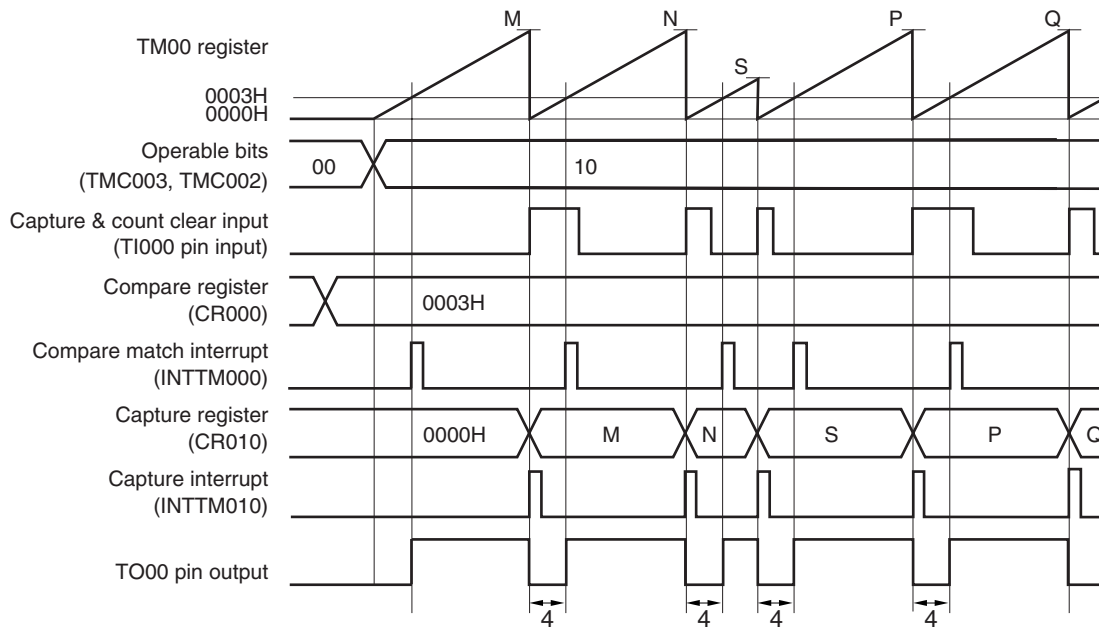 M N P Q
TM00 register
S
0003H
0000H
Operable bits
(TMC003, TMC002)
00 10
Capture & count clear input
(TI000 pin input)
Compare register
(CR000)
0003H
Compare match interrupt
(INTTM000)
Capture register
(CR010)
0000H M N S P Q
Capture interrupt
(INTTM010)
TO00 pin output
4 4 4 4